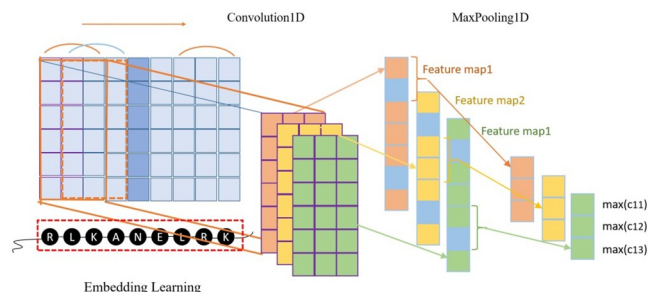 Convolution1D
MaxPooling1D
Feature map1
Feature map2
Feature map1
max(c11)
max(c12)
max(c13)
R L K A N E L R K
Embedding Learning